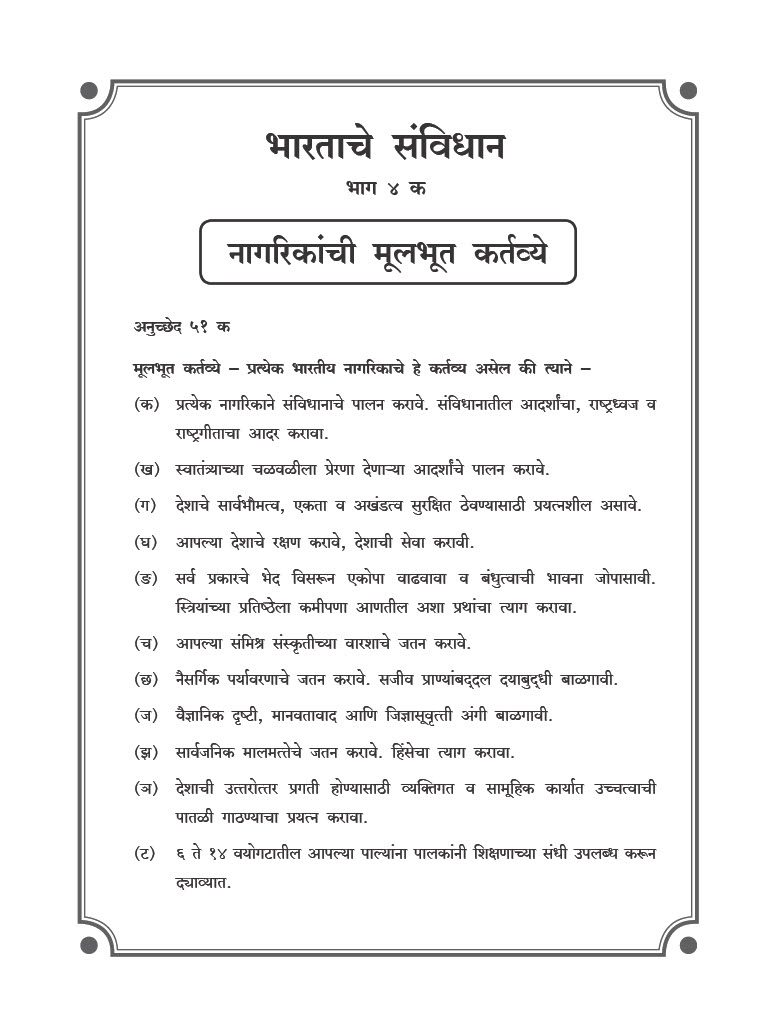 भारताचे संविधान
भाग ४ क
नागरिकांची मूलभूत कर्तव्ये
अनुच्छेद ५१ क
मूलभूत कर्तव्ये – प्रत्येक भारतीय नागरिकाचे हे कर्तव्य असेल की त्याने –
(क) प्रत्येक नागरिकाने संविधानाचे पालन करावे. संविधानातील आदर्शांचा, राष्ट्रध्वज व
राष्ट्रगीताचा आदर करावा.
(ख) स्वातंत्र्याच्या चळवळीला प्रेरणा देणाऱ्या आदर्शांचे पालन करावे.
(ग) देशाचे सार्वभौमत्व, एकता व अखंडत्व सुरक्षित ठेवण्यासाठी प्रयत्नशील असावे.
(घ) आपल्या देशाचे रक्षण करावे, देशाची सेवा करावी.
(ङ) सर्व प्रकारचे भेद विसरून एकोपा वाढवावा व बंधुत्वाची भावना जोपासावी.
स्त्रियांच्या प्रतिष्ठेला कमीपणा आणतील अशा प्रथांचा त्याग करावा.
(च) आपल्या संमिश्र संस्कृतीच्या वारशाचे जतन करावे.
(छ) नैसर्गिक पर्यावरणाचे जतन करावे. सजीव प्राण्यांबद्दल दयाबुद्धी बाळगावी.
(ज) वैज्ञानिक दृष्टी, मानवतावाद आणि जिज्ञासूवृत्ती अंगी बाळगावी.
(झ) सार्वजनिक मालमत्तेचे जतन करावे. हिंसेचा त्याग करावा.
(ञ) देशाची उत्तरोत्तर प्रगती होण्यासाठी व्यक्तिगत व सामूहिक कार्यात उच्चत्वाची
पातळी गाठण्याचा प्रयत्न करावा.
(ट) ६ ते १४ वयोगटातील आपल्या पाल्यांना पालकांनी शिक्षणाच्या संधी उपलब्ध करून
द्याव्यात.